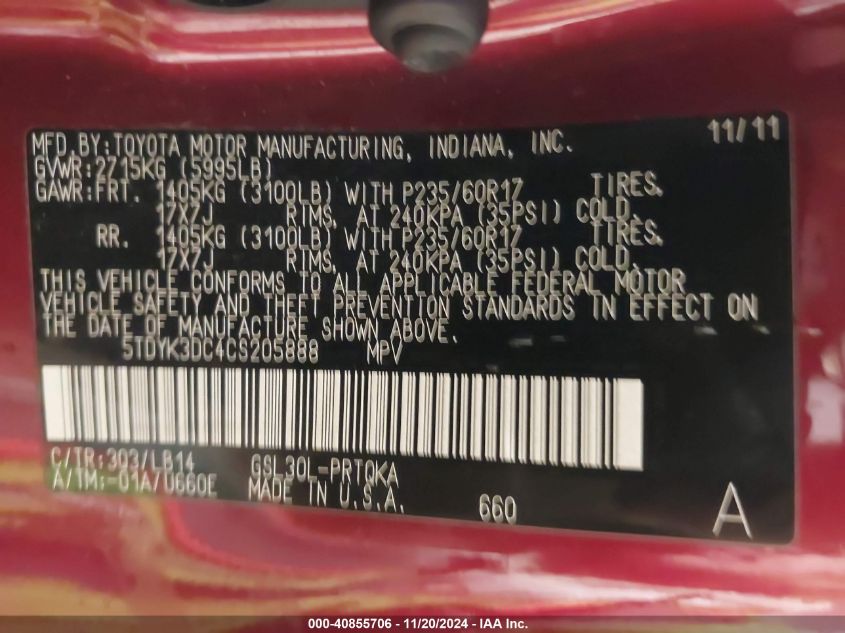 MFD.BY:TOYOTA MOTOR MANUFACTURING, INDIANA, INC. 11/11
GVWR:2715KG (5995LB)
GAWR:FRT. 1405KG (3100LB) WITH P235/60R17 TIRES,
17X7J RIMS, AT 240KPA (35PSI) COLD.
RR. 1405KG (3100LB) WITH P235/60R17 TIRES,
17X7J RIMS, AT 240KPA (35PSI) COLD.
THIS VEHICLE CONFORMS TO ALL APPLICABLE FEDERAL MOTOR
VEHICLE SAFETY AND THEFT PREVENTION STANDARDS IN EFFECT ON
THE DATE OF MANUFACTURE SHOWN ABOVE.
5TDYK3DC4CS205888 MPV
C/TR:3Q3/LB14 GSL30L-PRTQKA
A/TM:-01A/U660E MADE IN U.S.A. 660 A
000-40855706 - 11/20/2024 - IAA Inc.